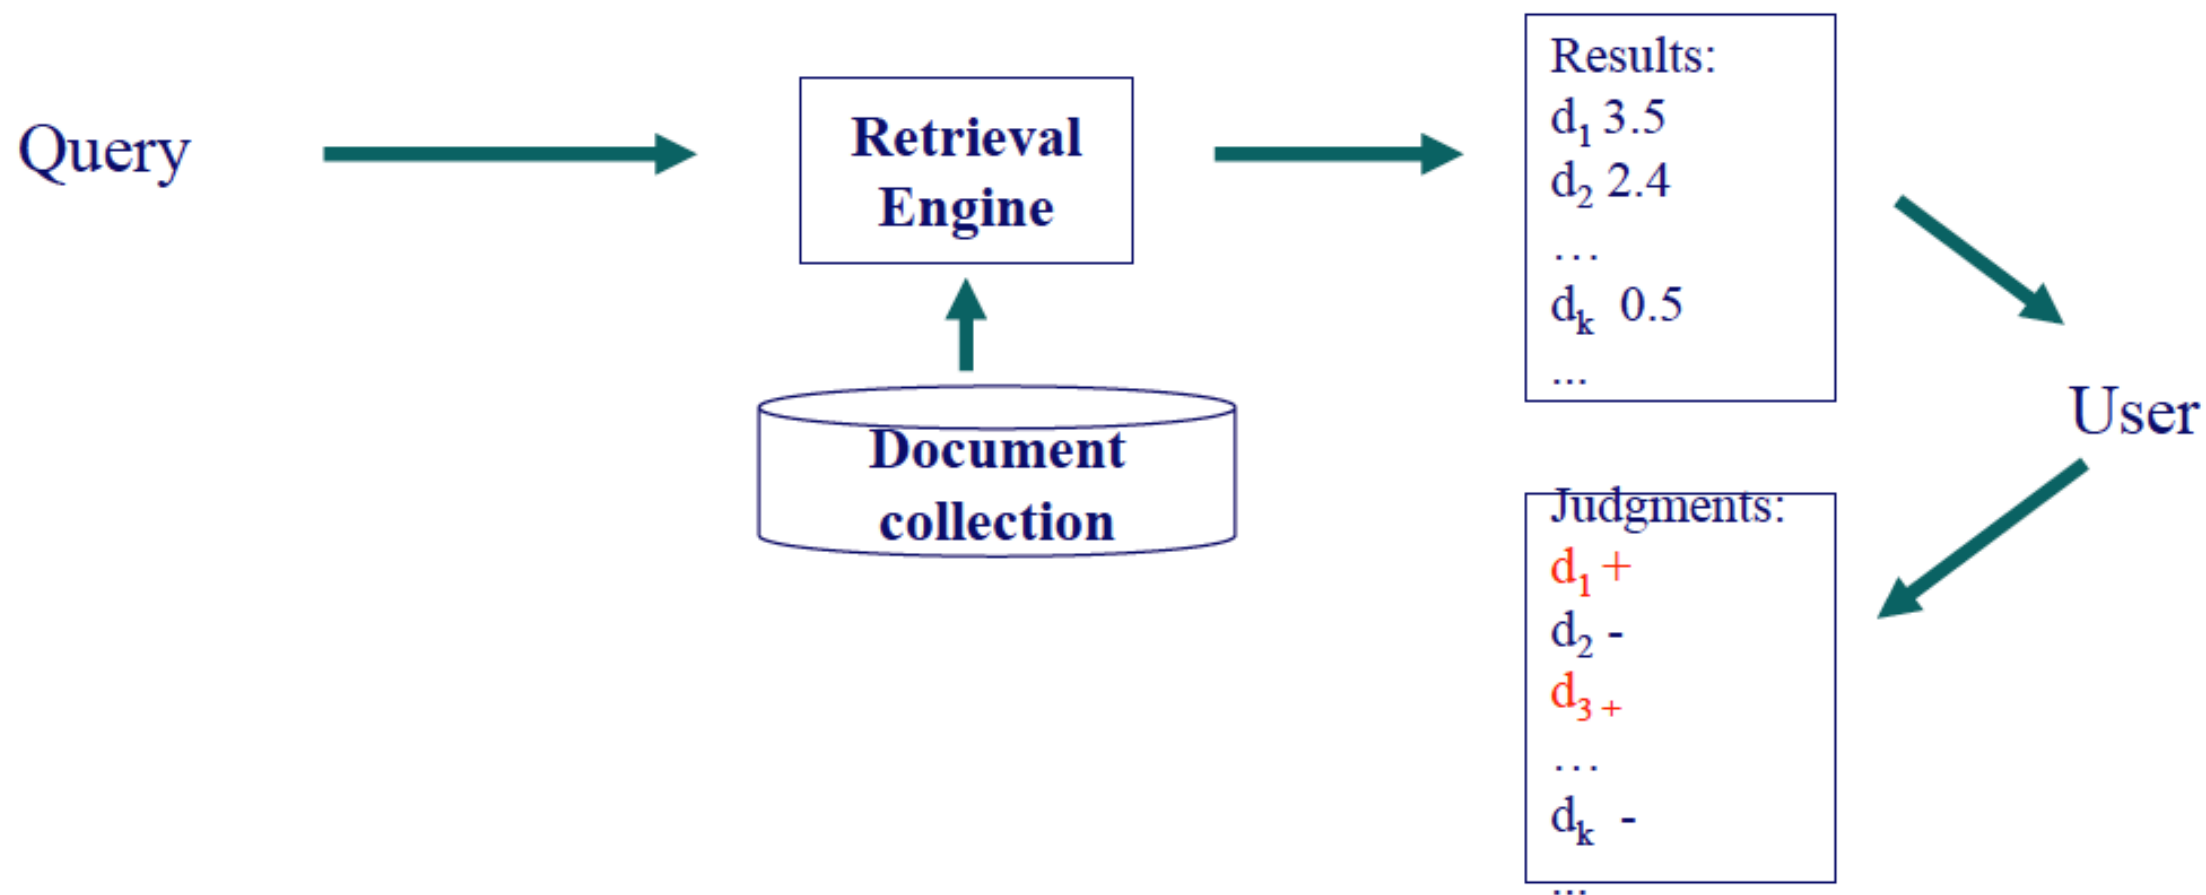 Query
Retrieval
Engine
Document
collection
Results:
d₁ 3.5
d₂ 2.4
…
dₖ 0.5
...
User
Judgments:
d₁ +
d₂ -
d₃ +
…
dₖ -
...